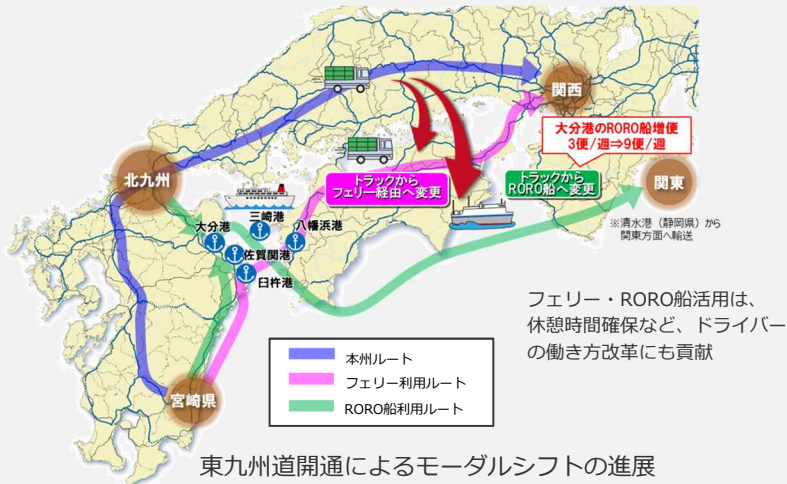 関西
大分港のRORO船増便
3便/週⇒9便/週
北九州
トラックから
フェリー経由へ変更
トラックから
RORO船へ変更
関東
三崎港
大分港
八幡浜港
佐賀関港
臼杵港
※清水港（静岡県）から
関東方面へ輸送
フェリー・RORO船活用は、
休憩時間確保など、ドライバー
の働き方改革にも貢献
本州ルート
フェリー利用ルート
RORO船利用ルート
宮崎県
東九州道開通によるモーダルシフトの進展